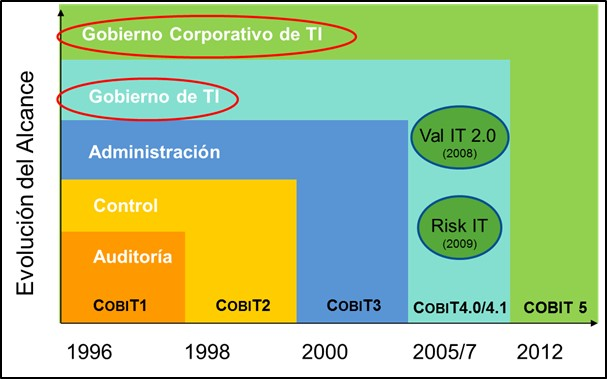 Evolución del Alcance
Gobierno Corporativo de TI
Gobierno de TI
Administración
Control
Auditoría
Val IT 2.0
(2008)
Risk IT
(2009)
COBIT1
COBIT2
COBIT3
COBIT4.0/4.1
COBIT 5
1996
1998
2000
2005/7
2012